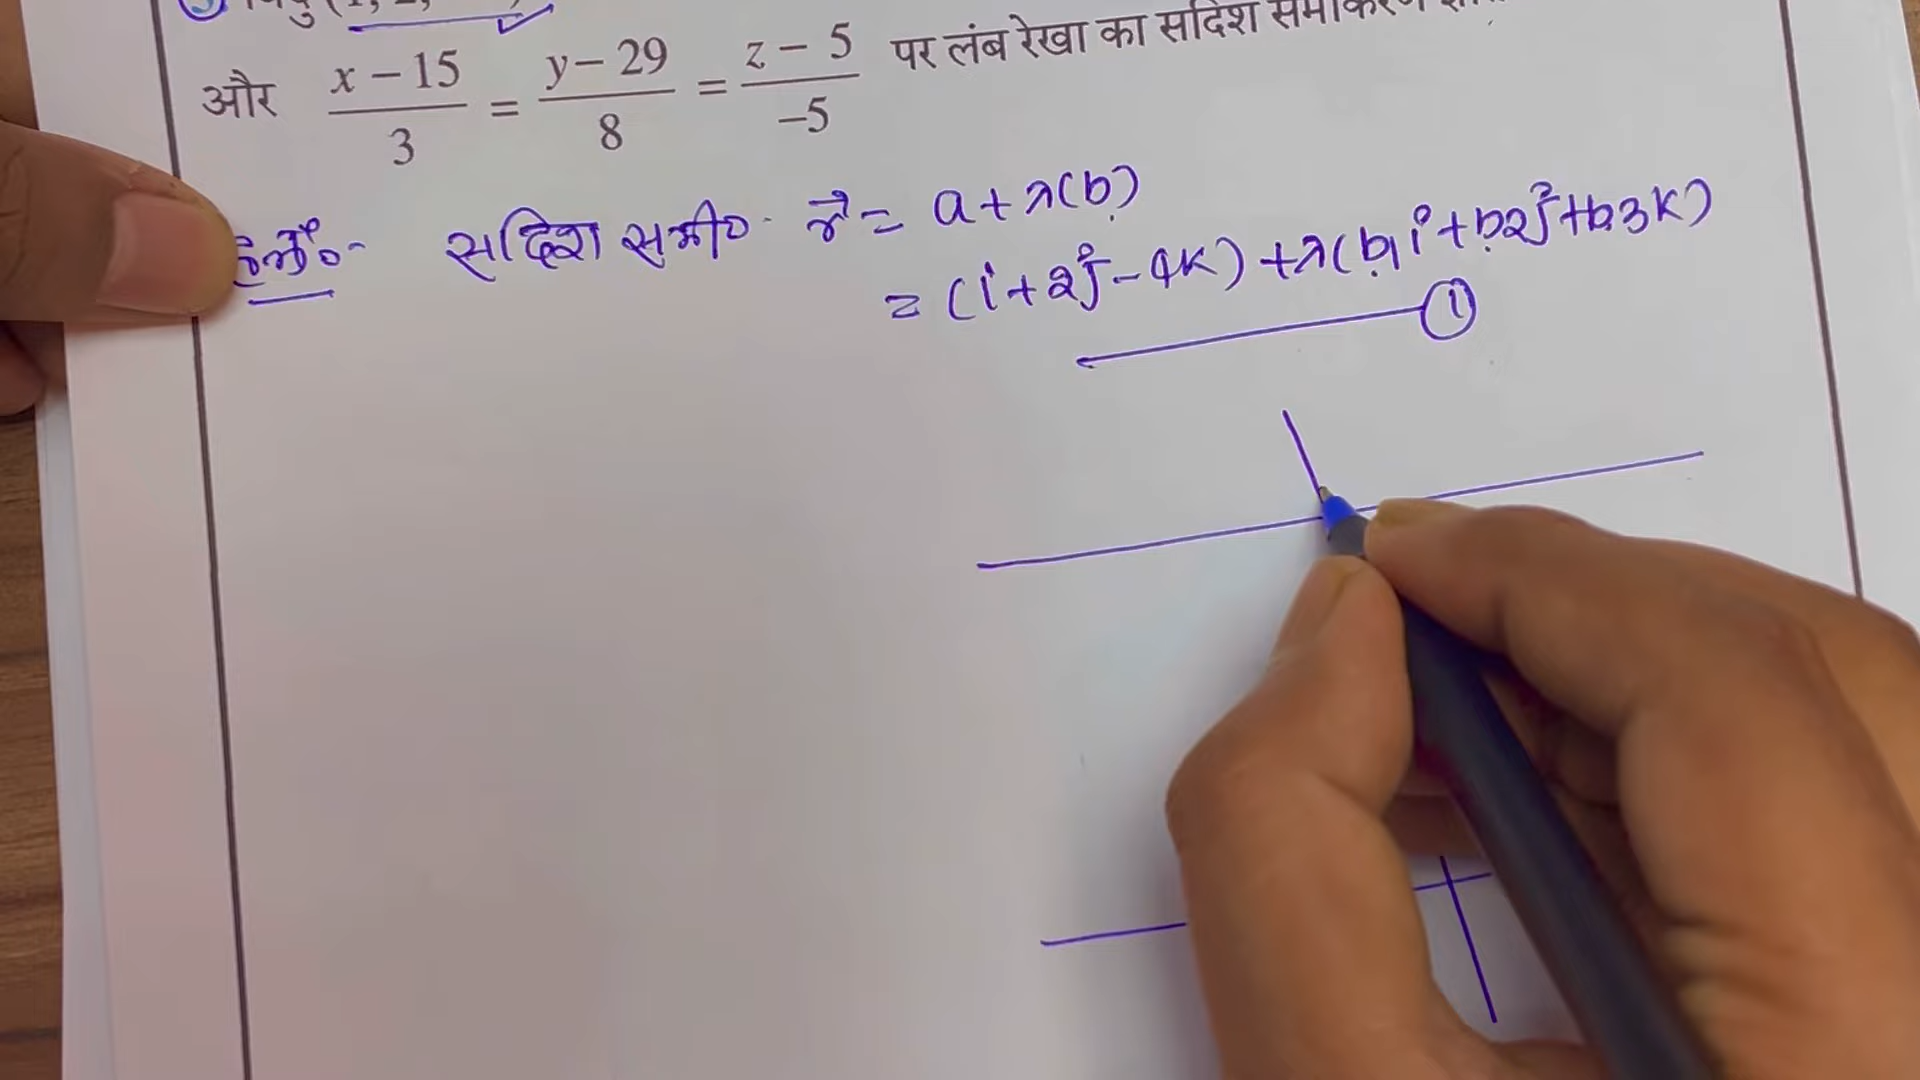 और x – 15 / 3 = y – 29 / 8 = z – 5 / –5 पर लंब रेखा का सदिश समीकरण
सदिश समी० r⃗ = a + λ(b)
= (i + 2j – 4k) + λ(b1i + b2j + b3k)
①